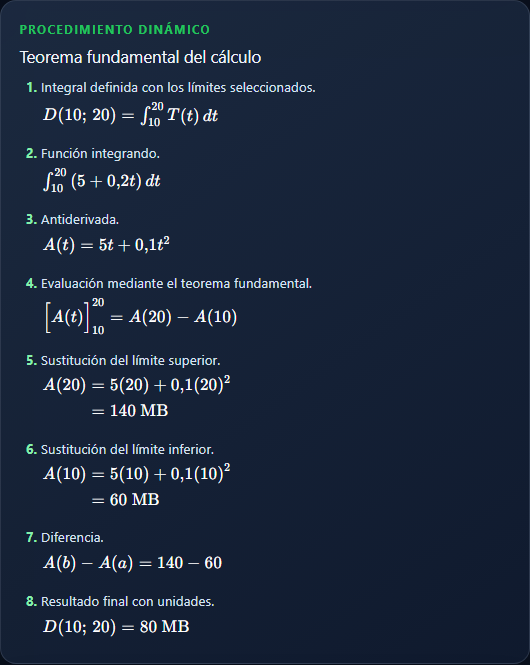 PROCEDIMIENTO DINÁMICO
Teorema fundamental del cálculo
1. Integral definida con los límites seleccionados.
D(10; 20) = ∫₁₀²⁰ T(t) dt
2. Función integrando.
∫₁₀²⁰ (5 + 0,2t) dt
3. Antiderivada.
A(t) = 5t + 0,1t²
4. Evaluación mediante el teorema fundamental.
[A(t)]₁₀²⁰ = A(20) − A(10)
5. Sustitución del límite superior.
A(20) = 5(20) + 0,1(20)²
= 140 MB
6. Sustitución del límite inferior.
A(10) = 5(10) + 0,1(10)²
= 60 MB
7. Diferencia.
A(b) − A(a) = 140 − 60
8. Resultado final con unidades.
D(10; 20) = 80 MB